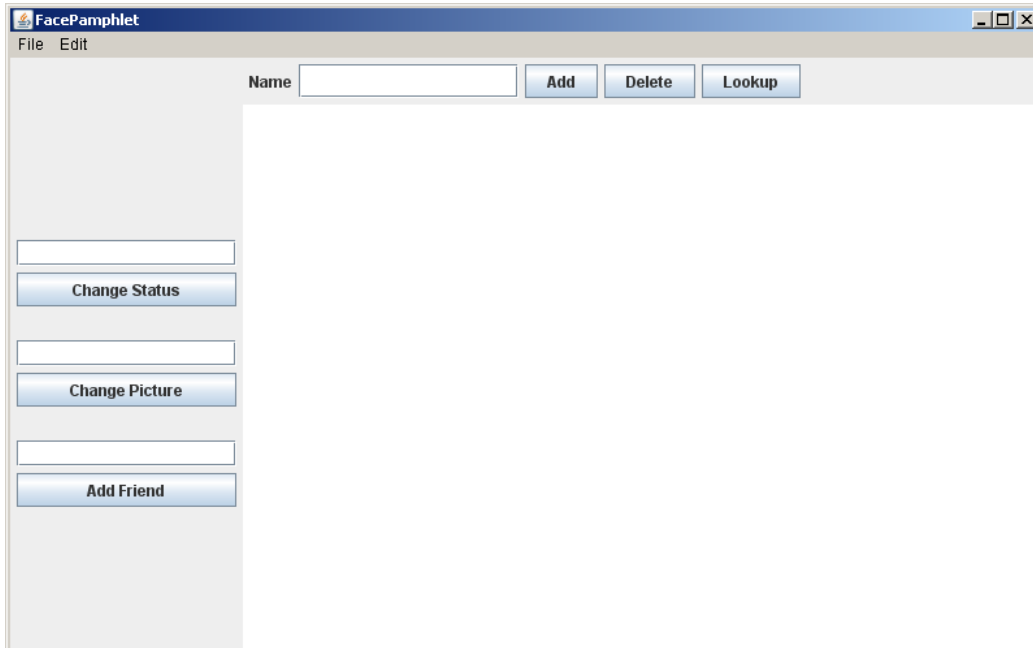 FacePamphlet
File Edit
Name Add Delete Lookup
Change Status
Change Picture
Add Friend